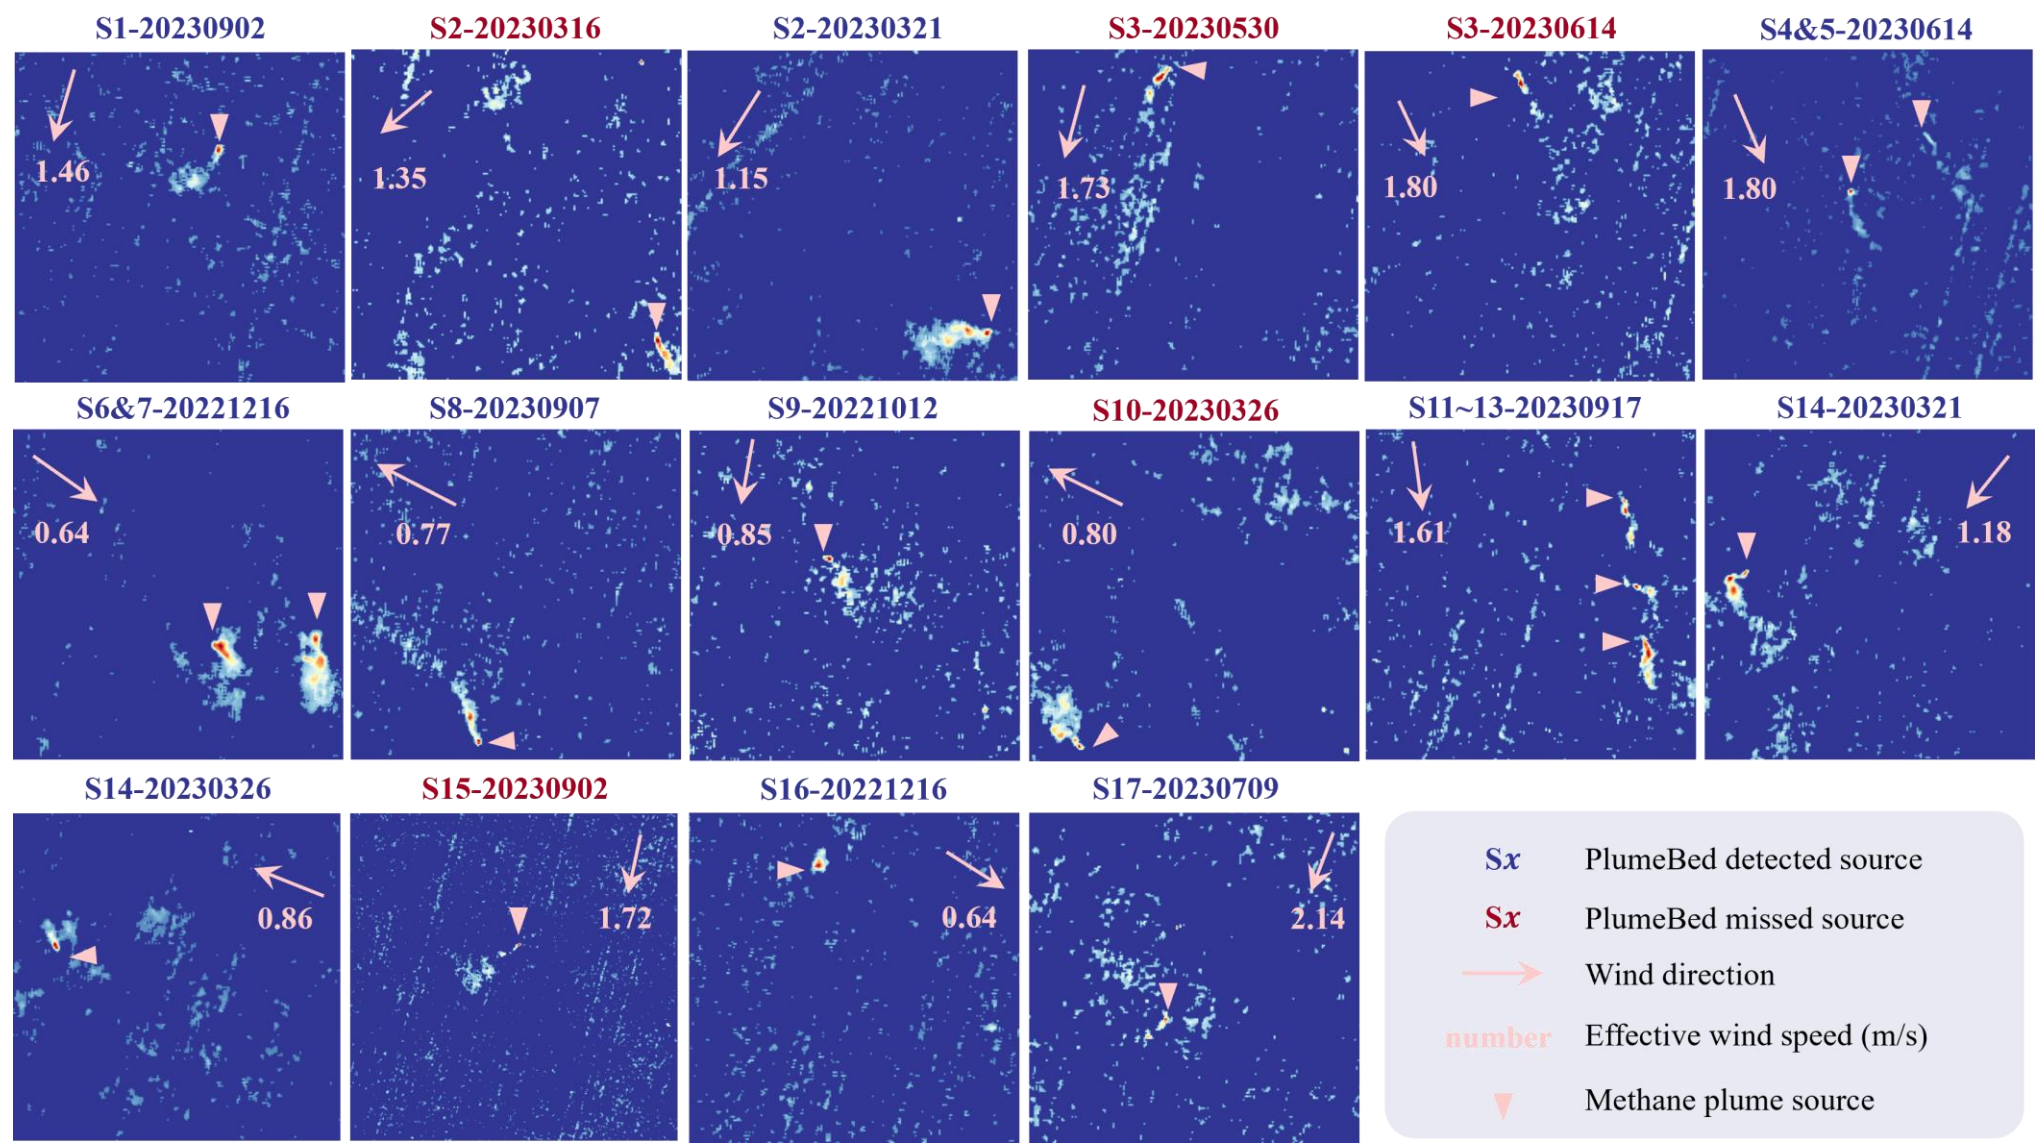 S1-20230902 S2-20230316 S2-20230321 S3-20230530 S3-20230614 S4&5-20230614
1.46 1.35 1.15 1.73 1.80 1.80
S6&7-20221216 S8-20230907 S9-20221012 S10-20230326 S11~13-20230917 S14-20230321
0.64 0.77 0.85 0.80 1.61 1.18
S14-20230326 S15-20230902 S16-20221216 S17-20230709
0.86 1.72 0.64 2.14
Sx PlumeBed detected source
Sx PlumeBed missed source
Wind direction
number Effective wind speed (m/s)
Methane plume source